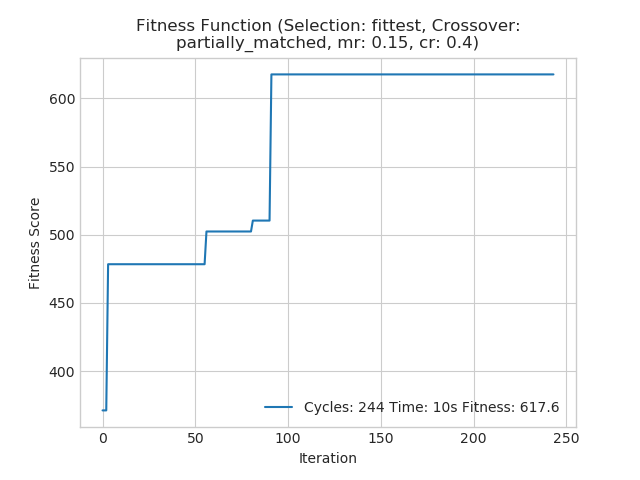 Fitness Function (Selection: fittest, Crossover:
partially_matched, mr: 0.15, cr: 0.4)
600
550
500
450
400
Fitness Score
Cycles: 244 Time: 10s Fitness: 617.6
0 50 100 150 200 250
Iteration